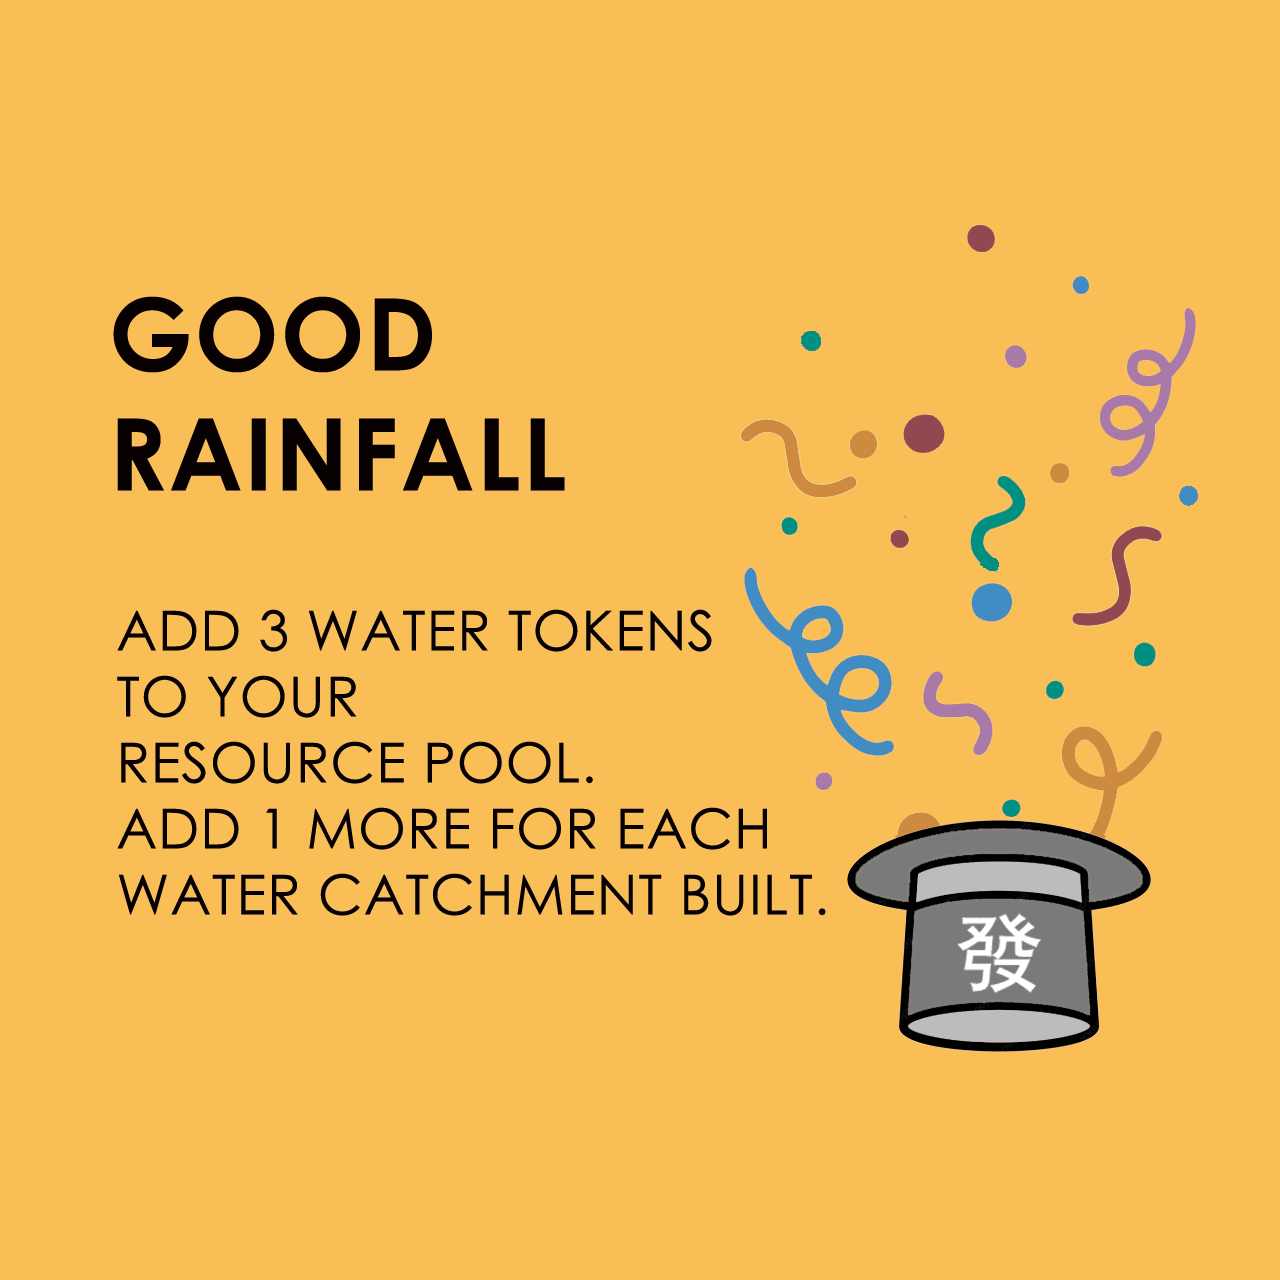 GOOD
RAINFALL
ADD 3 WATER TOKENS
TO YOUR
RESOURCE POOL.
ADD 1 MORE FOR EACH
WATER CATCHMENT BUILT.
發